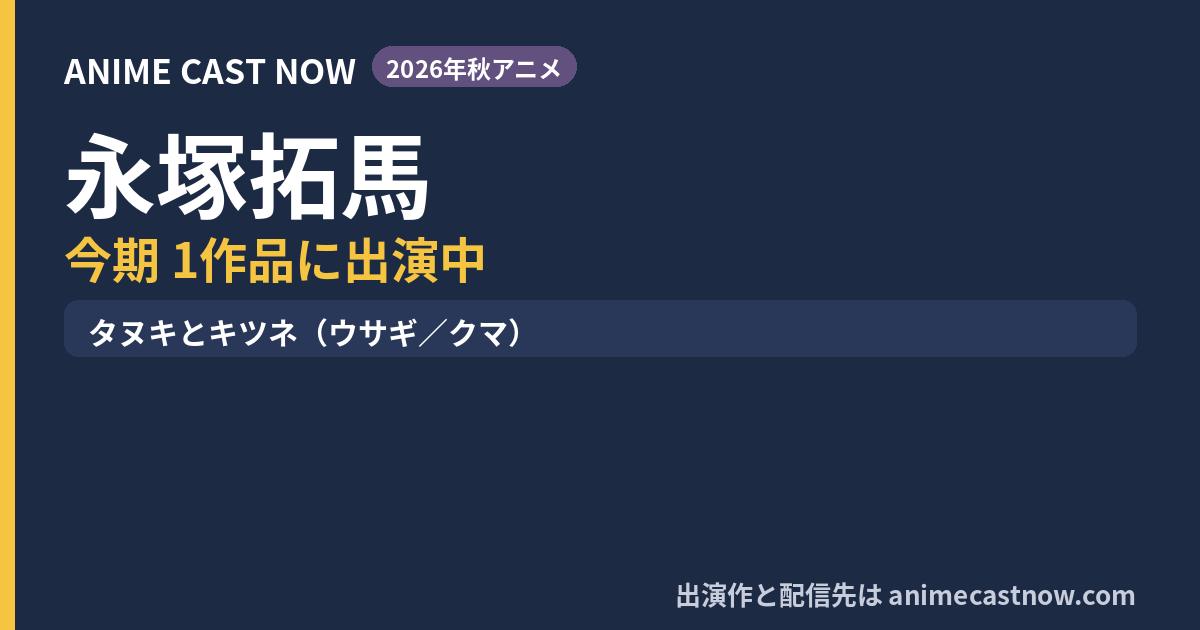 ANIME CAST NOW 2026年秋アニメ
永塚拓馬
今期 1作品に出演中
タヌキとキツネ（ウサギ／クマ）
出演作と配信先は animecastnow.com